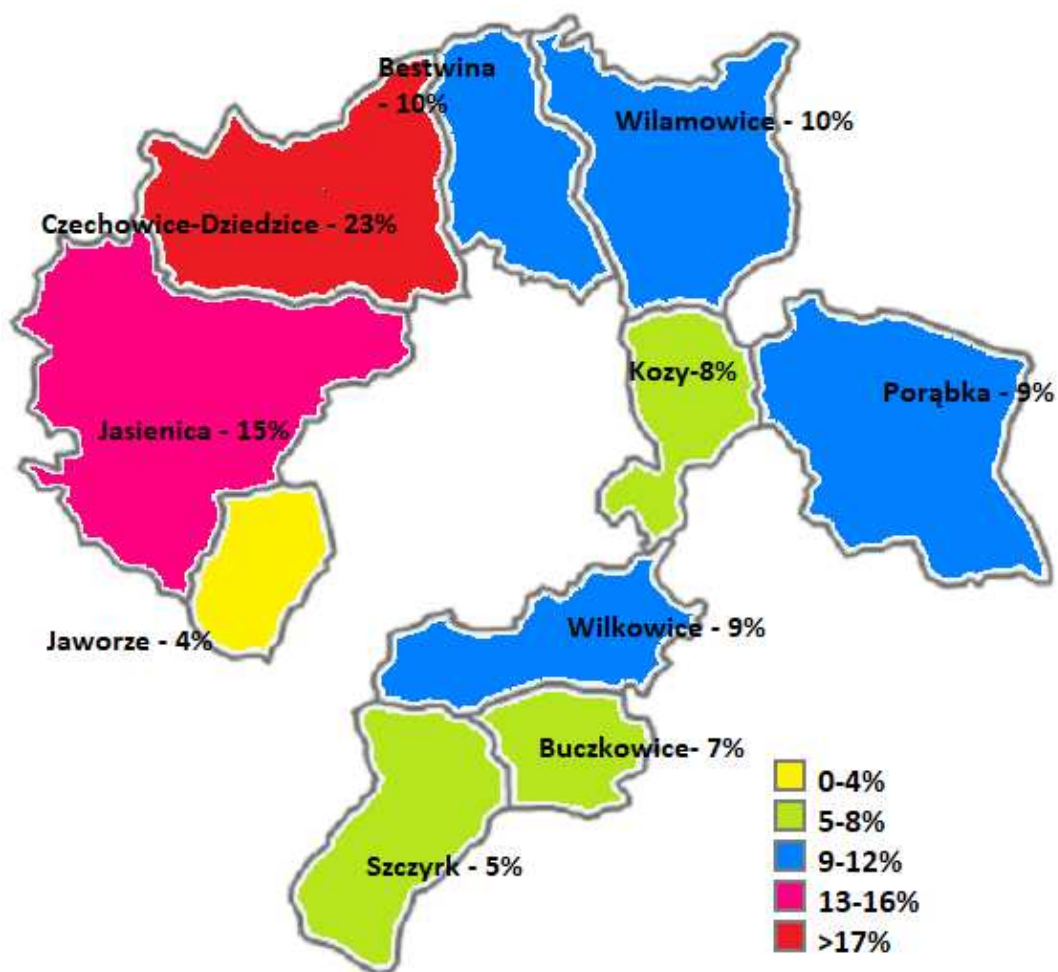 Bestwina
- 10%
Wilamowice - 10%
Czechowice-Dziedzice - 23%
Kozy-8%
Porąbka - 9%
Jasienica - 15%
Jaworze - 4%
Wilkowice - 9%
Buczkowice- 7%
Szczyrk - 5%
0-4%
5-8%
9-12%
13-16%
>17%